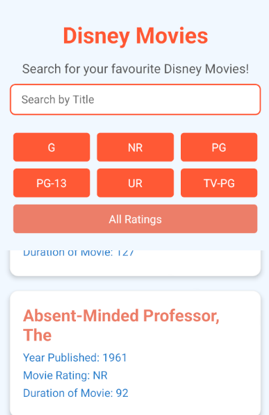 Disney Movies
Search for your favourite Disney Movies!
Search by Title
G
NR
PG
PG-13
UR
TV-PG
All Ratings
Duration of Movie: 127
Absent-Minded Professor,
The
Year Published: 1961
Movie Rating: NR
Duration of Movie: 92